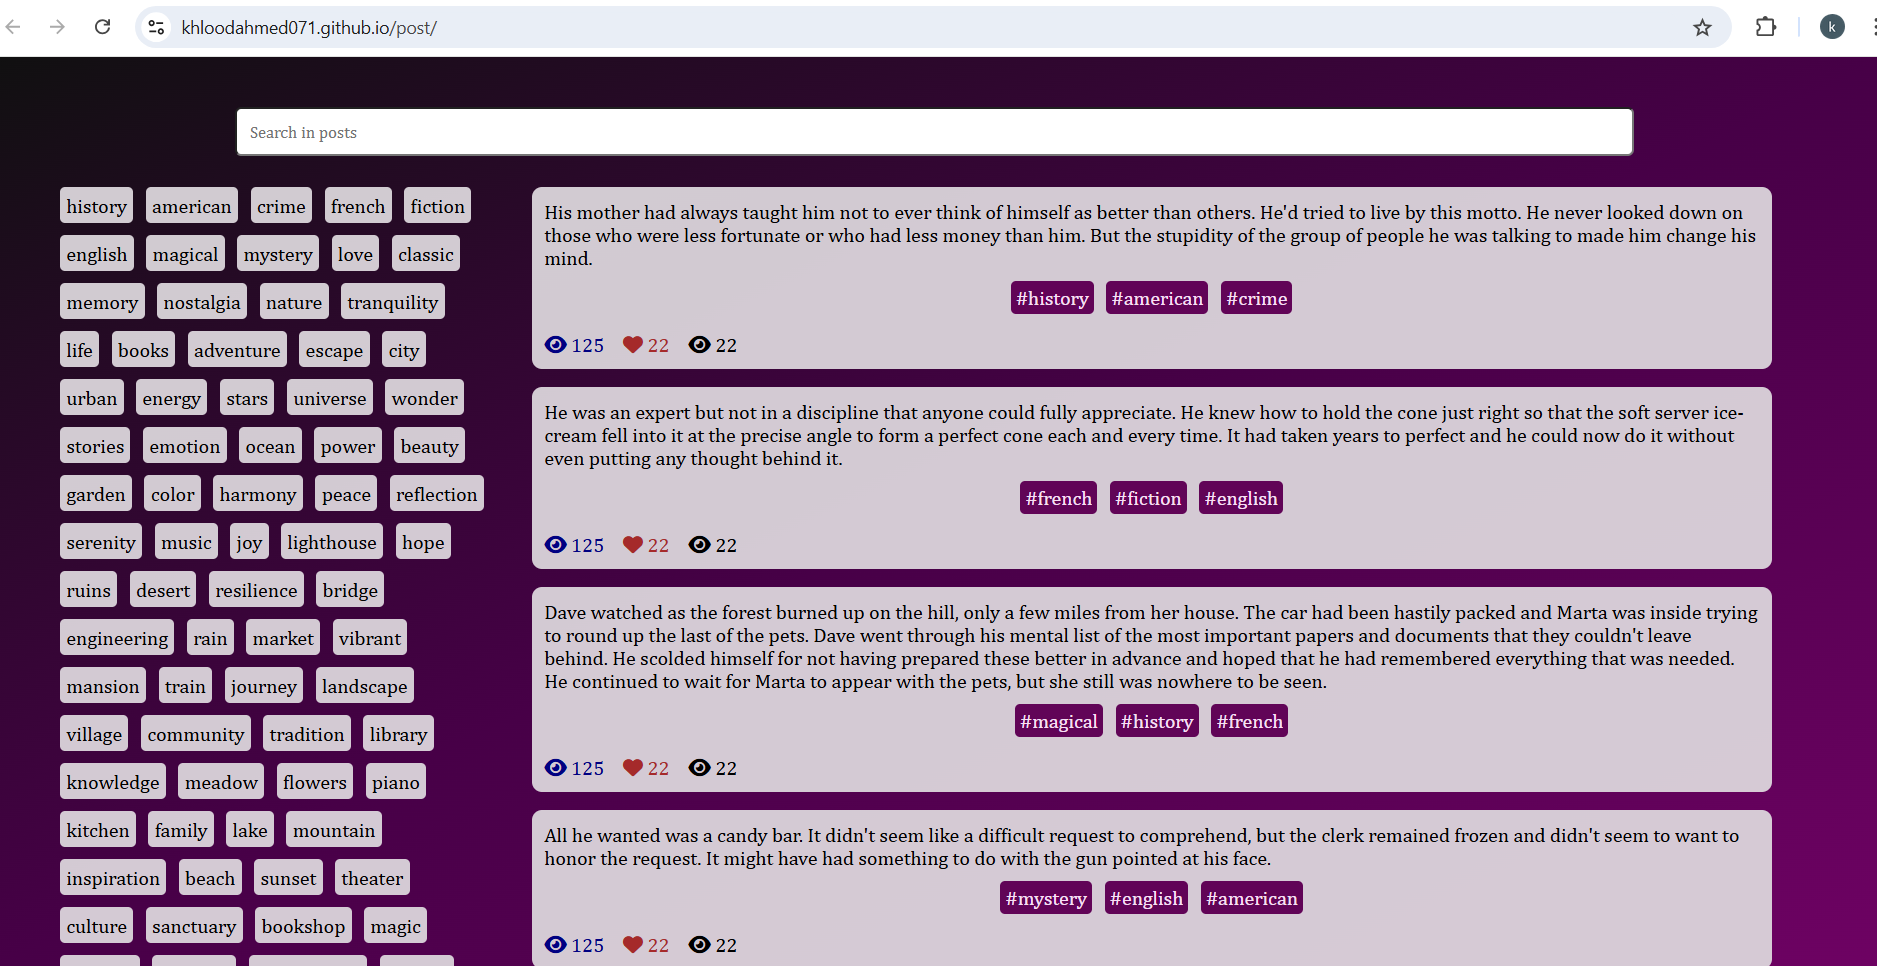 khloodahmed071.github.io/post/
k
Search in posts
history american crime french fiction
english magical mystery love classic
memory nostalgia nature tranquility
life books adventure escape city
urban energy stars universe wonder
stories emotion ocean power beauty
garden color harmony peace reflection
serenity music joy lighthouse hope
ruins desert resilience bridge
engineering rain market vibrant
mansion train journey landscape
village community tradition library
knowledge meadow flowers piano
kitchen family lake mountain
inspiration beach sunset theater
culture sanctuary bookshop magic
His mother had always taught him not to ever think of himself as better than others. He'd tried to live by this motto. He never looked down on
those who were less fortunate or who had less money than him. But the stupidity of the group of people he was talking to made him change his
mind.
#history #american #crime
125 22 22
He was an expert but not in a discipline that anyone could fully appreciate. He knew how to hold the cone just right so that the soft server ice-
cream fell into it at the precise angle to form a perfect cone each and every time. It had taken years to perfect and he could now do it without
even putting any thought behind it.
#french #fiction #english
125 22 22
Dave watched as the forest burned up on the hill, only a few miles from her house. The car had been hastily packed and Marta was inside trying
to round up the last of the pets. Dave went through his mental list of the most important papers and documents that they couldn't leave
behind. He scolded himself for not having prepared these better in advance and hoped that he had remembered everything that was needed.
He continued to wait for Marta to appear with the pets, but she still was nowhere to be seen.
#magical #history #french
125 22 22
All he wanted was a candy bar. It didn't seem like a difficult request to comprehend, but the clerk remained frozen and didn't seem to want to
honor the request. It might have had something to do with the gun pointed at his face.
#mystery #english #american
125 22 22